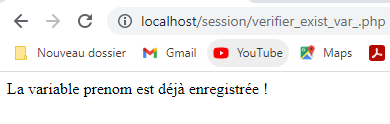 localhost/session/verifier_exist_var_.php
Nouveau dossier Gmail YouTube Maps
La variable prenom est déjà enregistrée !